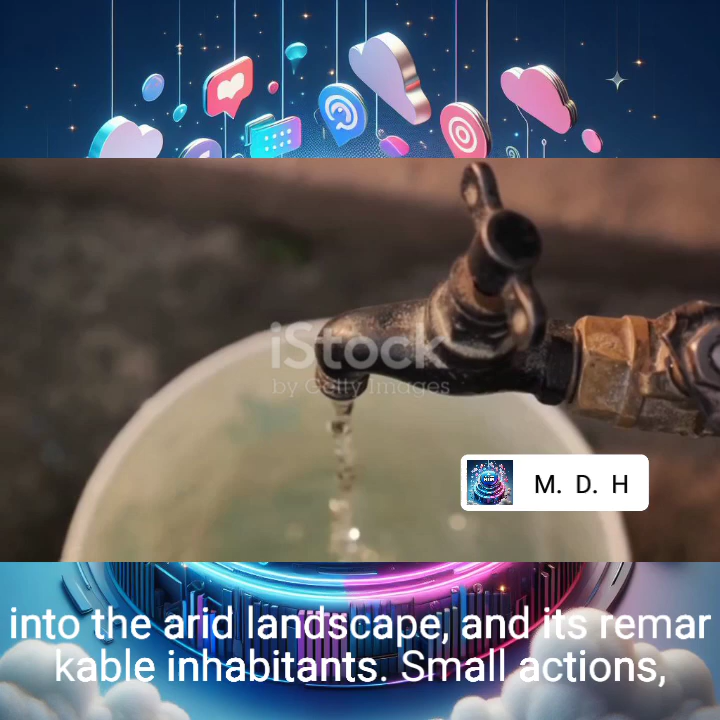 iStock
by Getty Images
M. D. H
into the arid landscape, and its remar
kable inhabitants. Small actions,